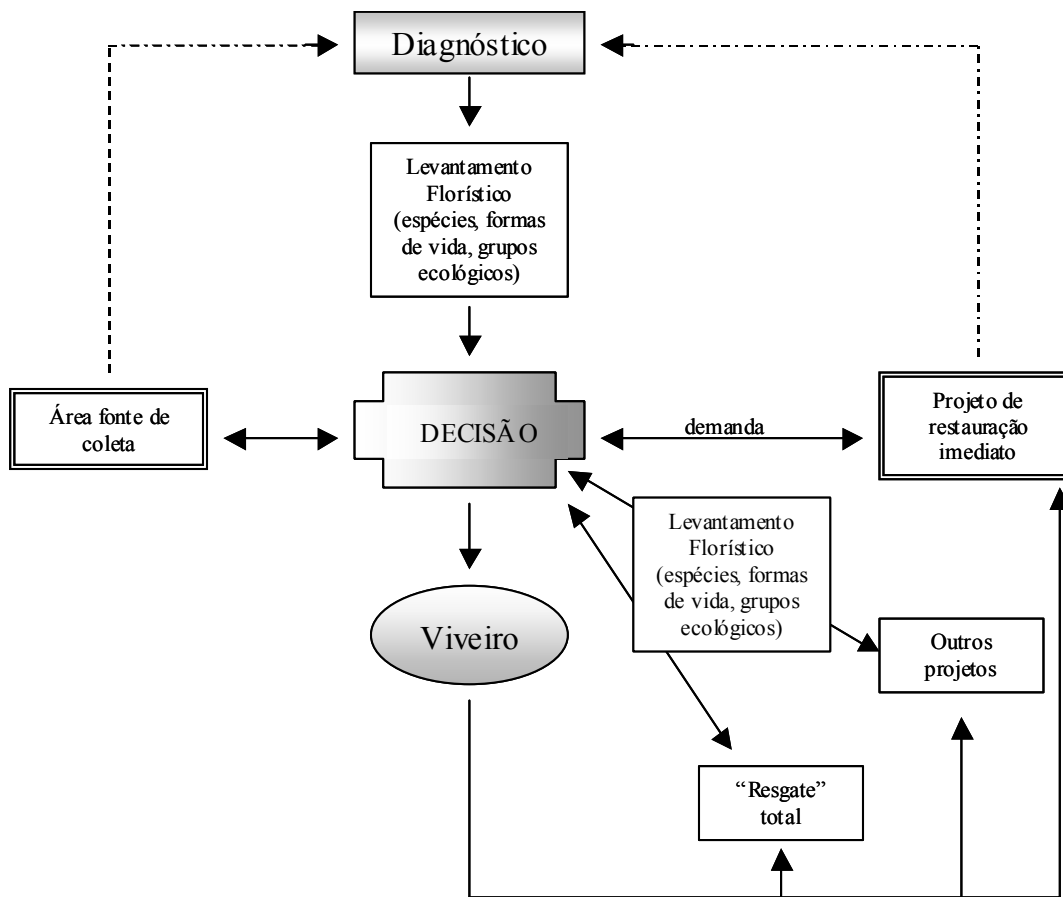 Diagnóstico
Levantamento
Florístico
(espécies, formas
de vida, grupos
ecológicos)
Área fonte de
coleta
DECISÃO
demanda
Projeto de
restauração
imediato
Levantamento
Florístico
(espécies, formas
de vida, grupos
ecológicos)
Viveiro
Outros
projetos
“Resgate”
total